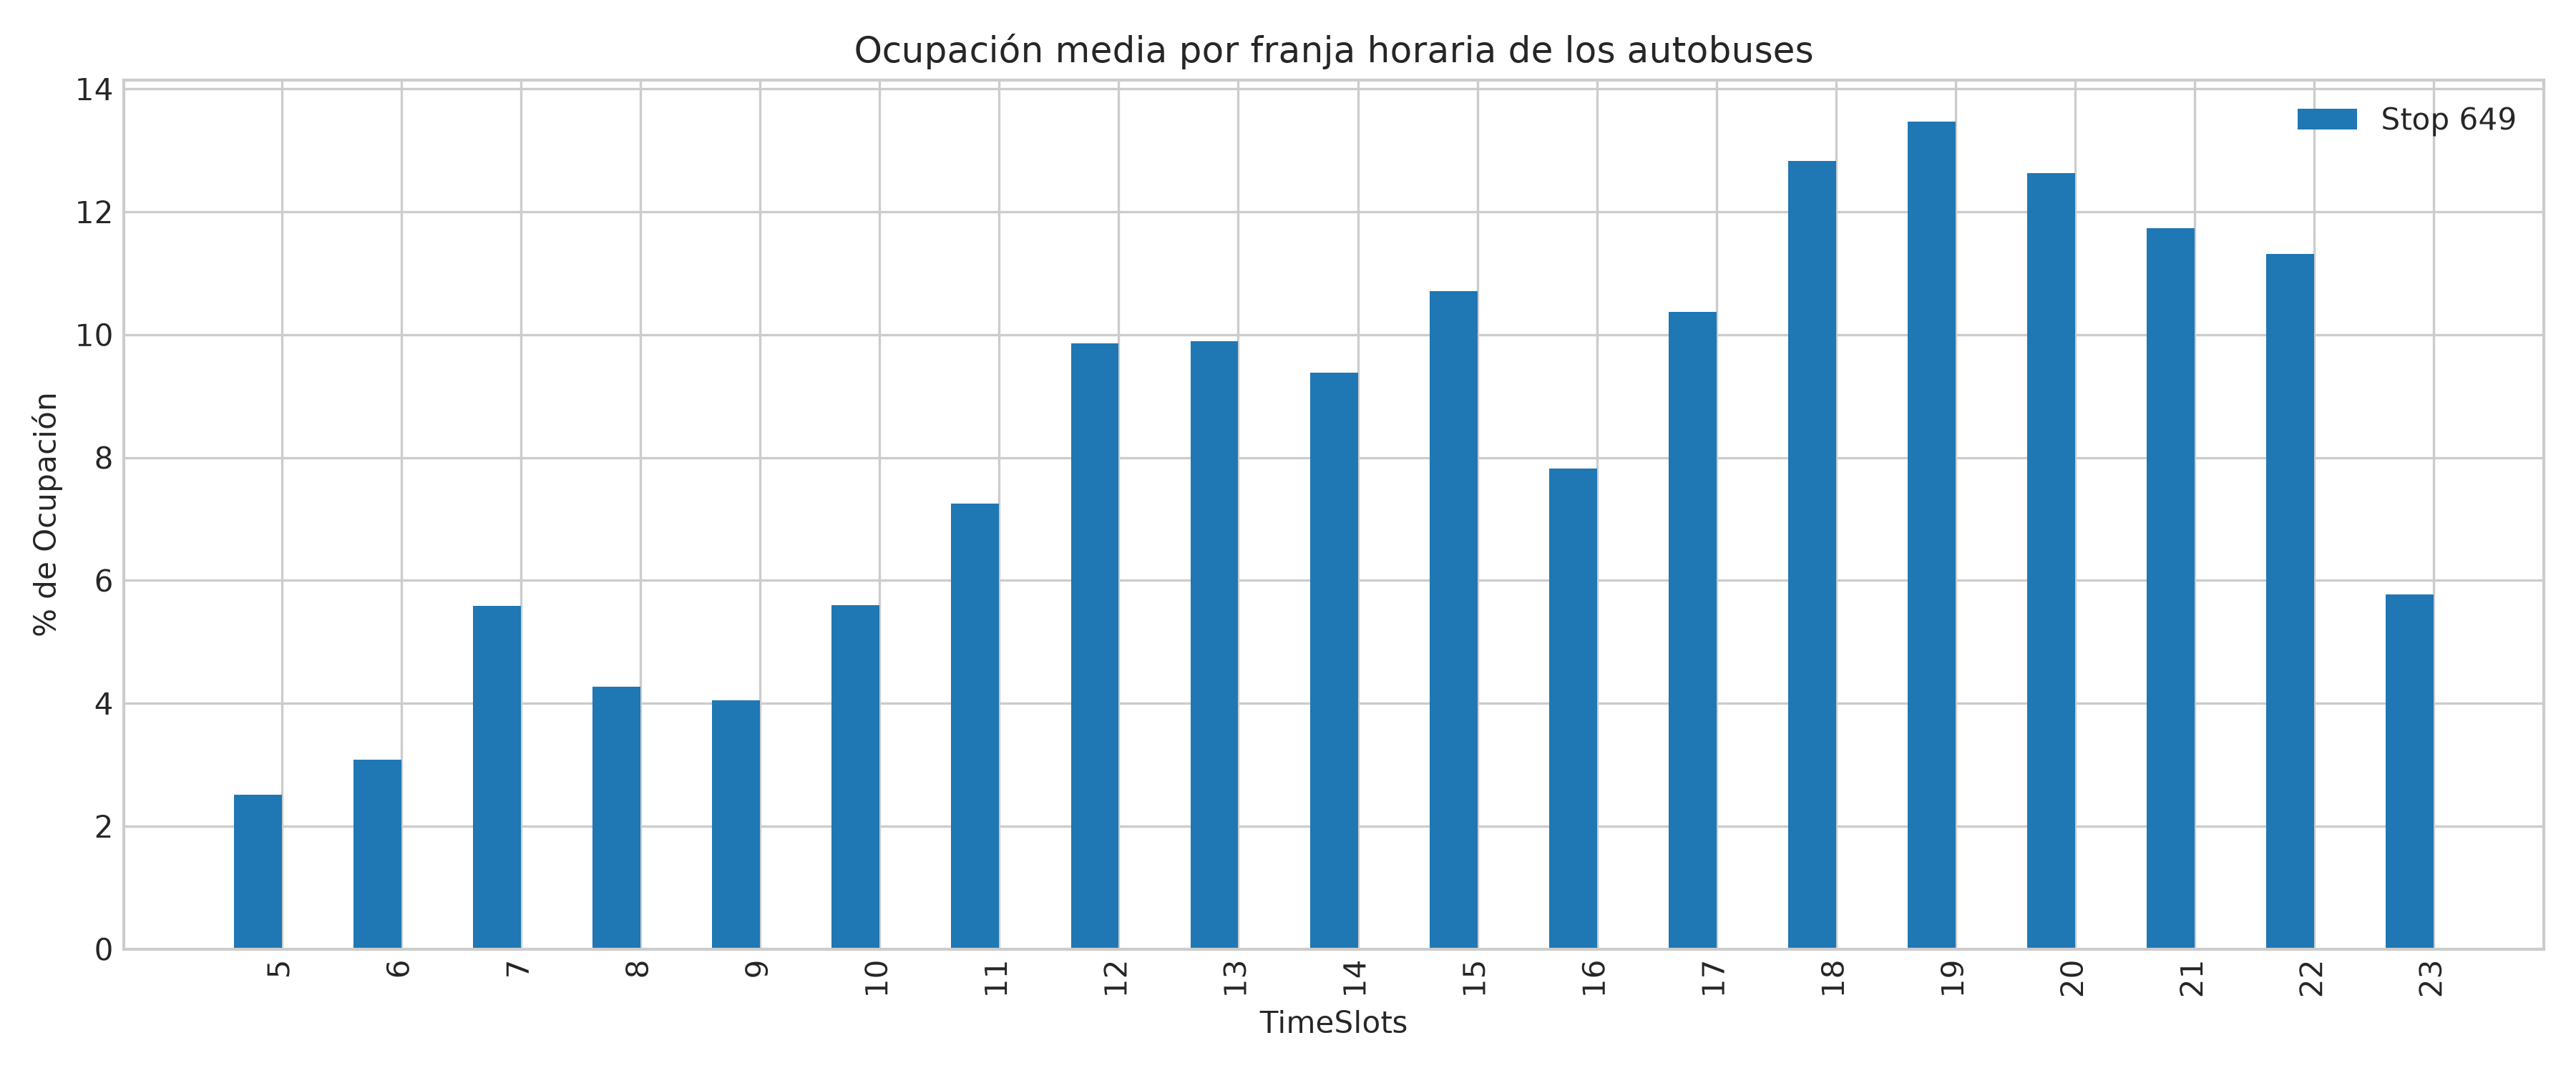 Ocupación media por franja horaria de los autobuses
Stop 649
% de Ocupación
14
12
10
8
6
4
2
0
5 6 7 8 9 10 11 12 13 14 15 16 17 18 19 20 21 22 23
TimeSlots